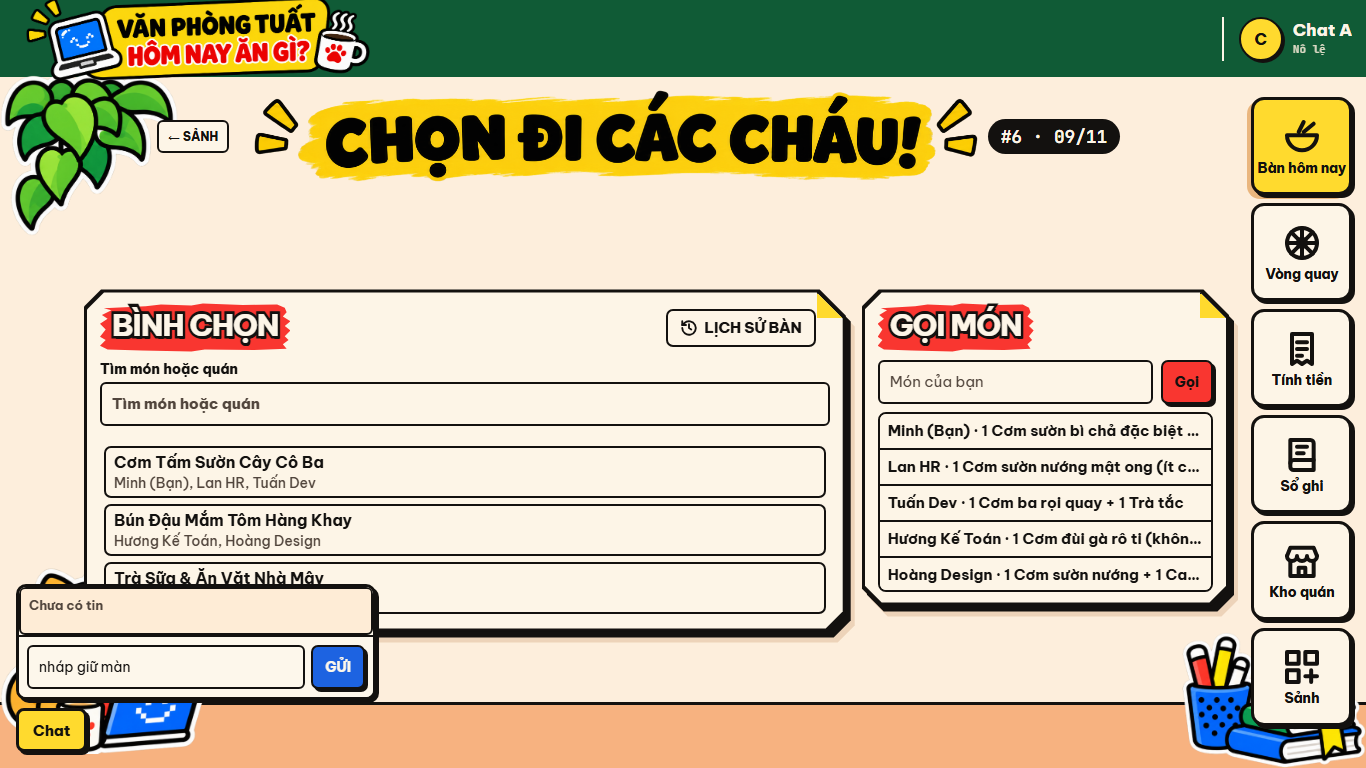 VĂN PHÒNG TUẤT
HÔM NAY ĂN GÌ?
C
Chat A
Nô lệ
← SẢNH
CHỌN ĐI CÁC CHÁU!
#6 · 09/11
Bàn hôm nay
Vòng quay
Tính tiền
Sổ ghi
Kho quán
Sảnh
BÌNH CHỌN
LỊCH SỬ BÀN
Tìm món hoặc quán
Tìm món hoặc quán
Cơm Tấm Sườn Cây Cô Ba
Minh (Bạn), Lan HR, Tuấn Dev
Bún Đậu Mắm Tôm Hàng Khay
Hương Kế Toán, Hoàng Design
Trà Sữa & Ăn Vặt Nhà Mây
GỌI MÓN
Món của bạn
Gọi
Minh (Bạn) · 1 Cơm sườn bì chả đặc biệt ...
Lan HR · 1 Cơm sườn nướng mật ong (ít c...
Tuấn Dev · 1 Cơm ba rọi quay + 1 Trà tắc
Hương Kế Toán · 1 Cơm đùi gà rô ti (khôn...
Hoàng Design · 1 Cơm sườn nướng + 1 Ca...
Chưa có tin
nháp giữ màn
GỬI
Chat